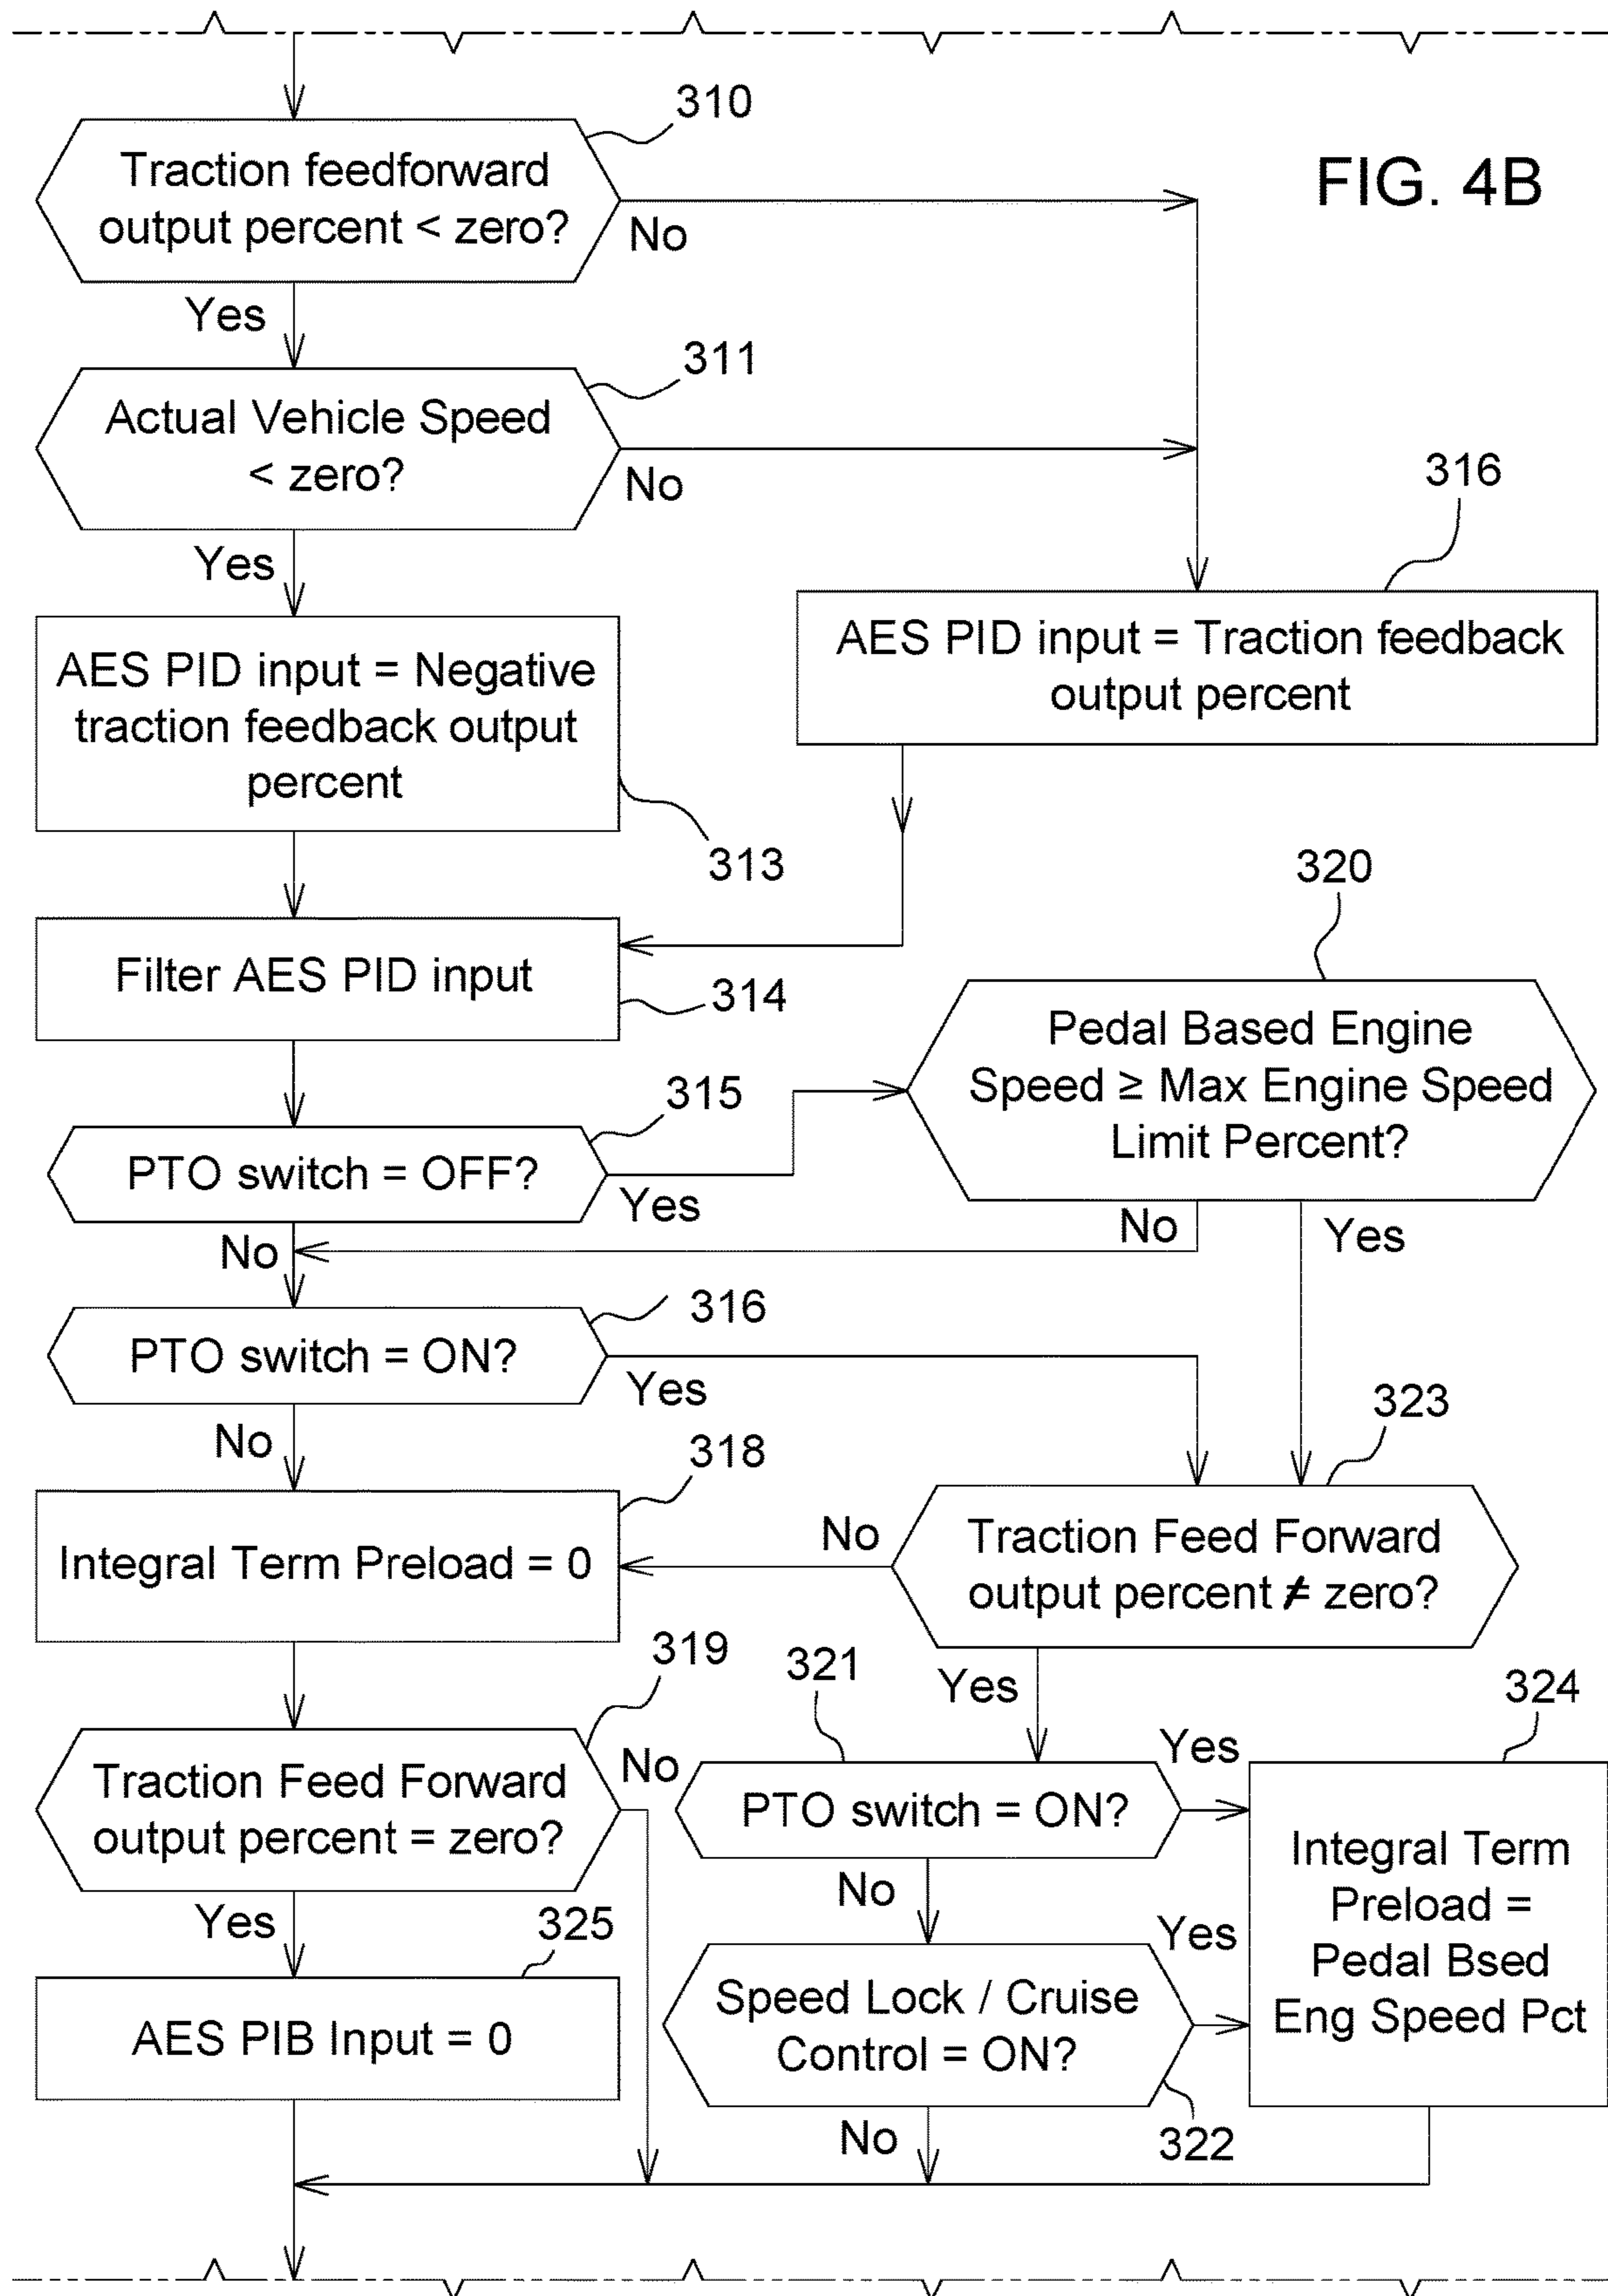 FIG. 4B
310
Traction feedforward
output percent < zero?
No
Yes
311
Actual Vehicle Speed
< zero?
No
Yes
316
AES PID input = Traction feedback
output percent
AES PID input = Negative
traction feedback output
percent
313
Filter AES PID input
314
320
Pedal Based Engine
Speed ≥ Max Engine Speed
Limit Percent?
No
Yes
315
PTO switch = OFF?
Yes
No
316
PTO switch = ON?
Yes
No
323
Traction Feed Forward
output percent ≠ zero?
No
Yes
318
Integral Term Preload = 0
319
Traction Feed Forward
output percent = zero?
No
Yes
321
PTO switch = ON?
Yes
No
324
Integral Term
Preload =
Pedal Bsed
Eng Speed Pct
325
AES PIB Input = 0
Speed Lock / Cruise
Control = ON?
Yes
No
322